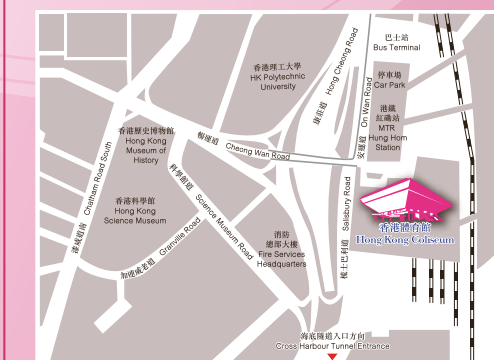 巴士站
Bus Terminal
停車場
Car Park
港鐵
紅磡站
MTR
Hung Hom
Station
香港理工大學
HK Polytechnic
University
康莊道 Hong Cheong Road
安運道 On Wan Road
暢運道 Cheong Wan Road
香港歷史博物館
Hong Kong
Museum of
History
科學館道 Science Museum Road
漆咸道南 Chatham Road South
香港科學館
Hong Kong
Science Museum
加連威老道 Granville Road
消防
總部大樓
Fire Services
Headquarters
梳士巴利道 Salisbury Road
香港體育館
Hong Kong Coliseum
海底隧道入口方向
Cross Harbour Tunnel Entrance